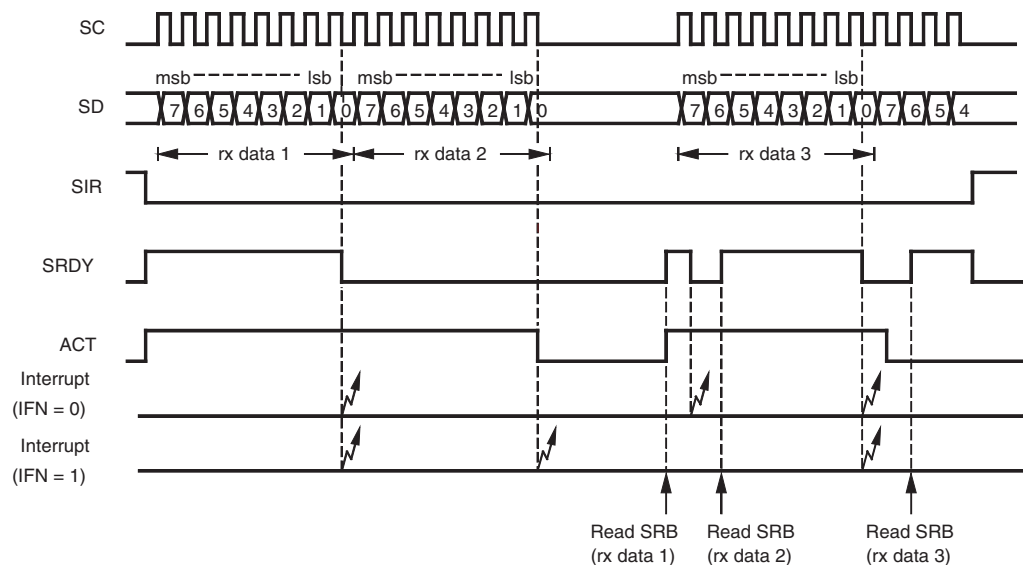 SC
msb lsb msb lsb msb lsb
SD 7 6 5 4 3 2 1 0 7 6 5 4 3 2 1 0 7 6 5 4 3 2 1 0 7 6 5 4
rx data 1 rx data 2 rx data 3
SIR
SRDY
ACT
Interrupt
(IFN = 0)
Interrupt
(IFN = 1)
Read SRB Read SRB Read SRB
(rx data 1) (rx data 2) (rx data 3)